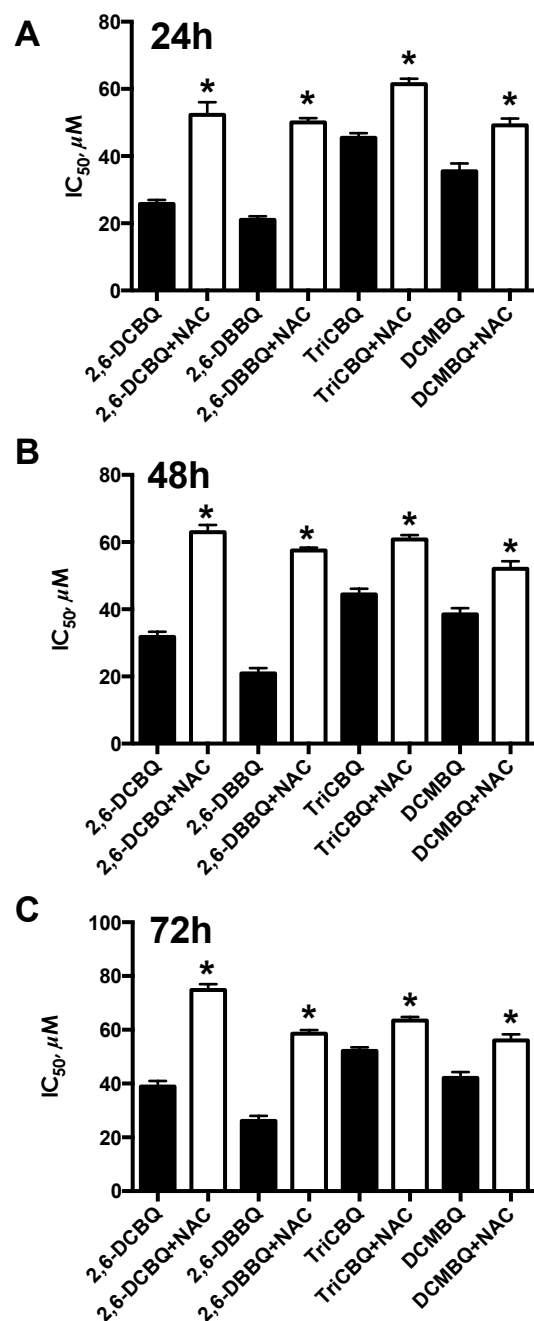 A
24h
80
60
40
20
0
IC50, µM
*
*
*
*
2,6-DCBQ
2,6-DCBQ+NAC
2,6-DBBQ
2,6-DBBQ+NAC
TriCBQ
TriCBQ+NAC
DCMBQ
DCMBQ+NAC
B
48h
80
60
40
20
0
IC50, µM
*
*
*
*
2,6-DCBQ
2,6-DCBQ+NAC
2,6-DBBQ
2,6-DBBQ+NAC
TriCBQ
TriCBQ+NAC
DCMBQ
DCMBQ+NAC
C
72h
100
80
60
40
20
0
IC50, µM
*
*
*
*
2,6-DCBQ
2,6-DCBQ+NAC
2,6-DBBQ
2,6-DBBQ+NAC
TriCBQ
TriCBQ+NAC
DCMBQ
DCMBQ+NAC